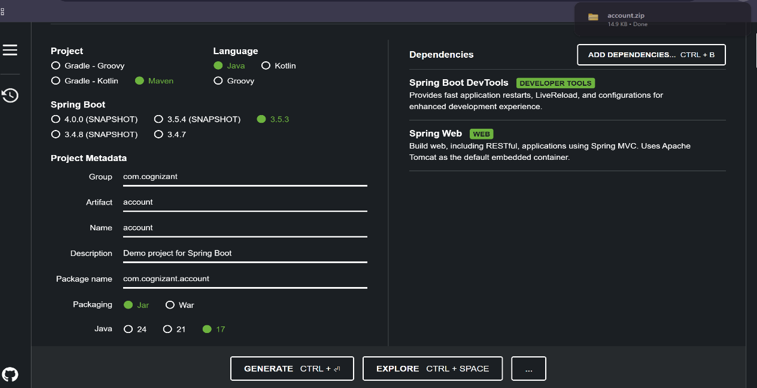 account.zip
14.9 KB • Done
Project
Language
Gradle - Groovy
Java
Kotlin
Gradle - Kotlin
Maven
Groovy
Spring Boot
4.0.0 (SNAPSHOT)
3.5.4 (SNAPSHOT)
3.5.3
3.4.8 (SNAPSHOT)
3.4.7
Project Metadata
Group com.cognizant
Artifact account
Name account
Description Demo project for Spring Boot
Package name com.cognizant.account
Packaging Jar War
Java 24 21 17
Dependencies
ADD DEPENDENCIES... CTRL + B
Spring Boot DevTools DEVELOPER TOOLS
Provides fast application restarts, LiveReload, and configurations for
enhanced development experience.
Spring Web WEB
Build web, including RESTful, applications using Spring MVC. Uses Apache
Tomcat as the default embedded container.
GENERATE CTRL + ⏎
EXPLORE CTRL + SPACE
...